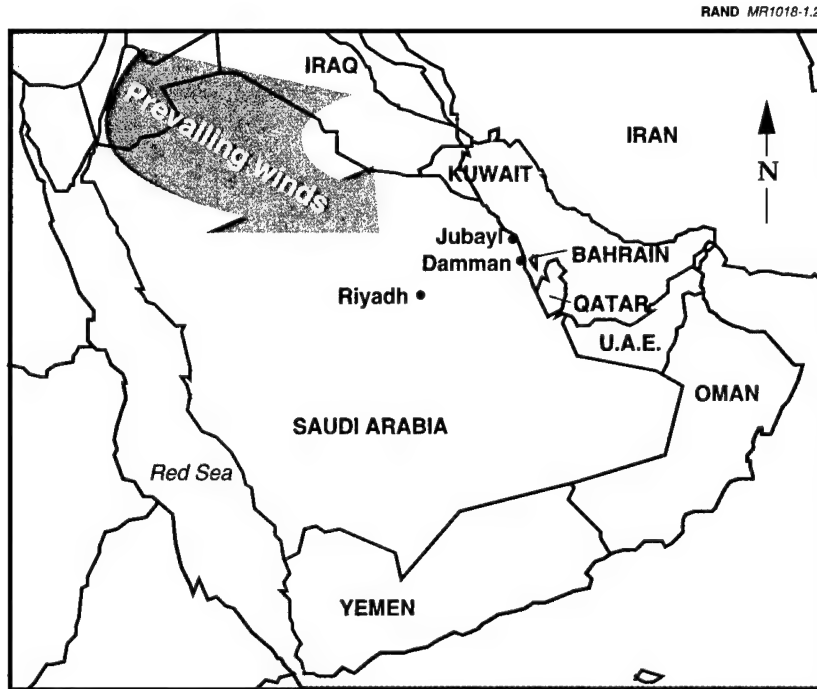 RAND MR1018-1.2
IRAQ
Prevailing winds
IRAN
N
KUWAIT
Jubayl
BAHRAIN
Damman
Riyadh
QATAR
U.A.E.
OMAN
SAUDI ARABIA
Red Sea
YEMEN